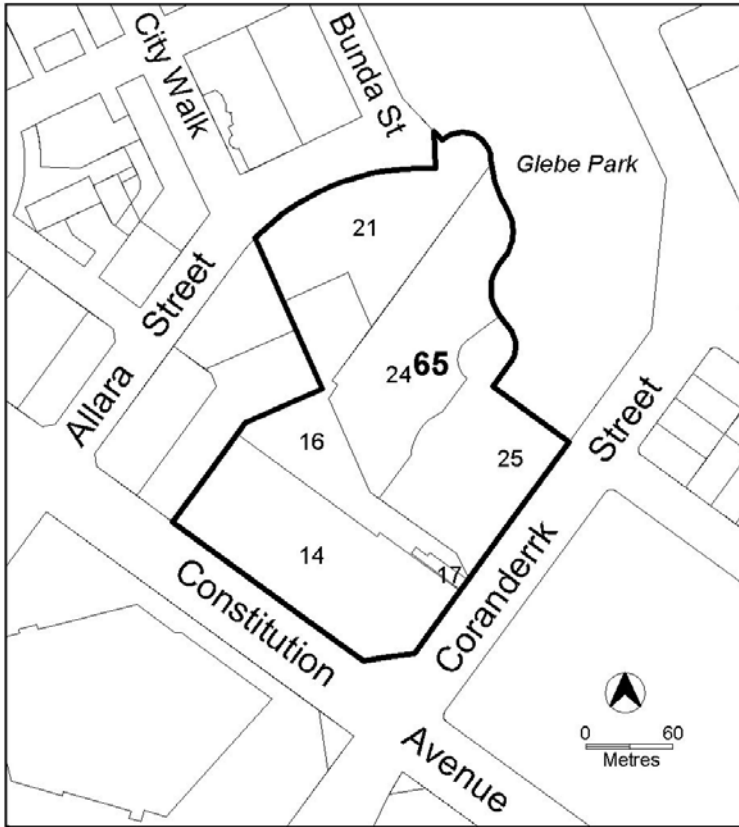 City Walk
Bunda St
Glebe Park
21
Allara Street
24 65
16
25
Street
14
17
Constitution
Coranderrk
Avenue
0 60
Metres